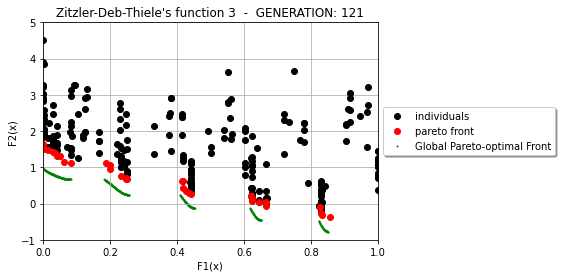 Zitzler-Deb-Thiele's function 3 - GENERATION: 121
5
4
3
2
1
0
−1
F2(x)
0.0 0.2 0.4 0.6 0.8 1.0
F1(x)
individuals
pareto front
Global Pareto-optimal Front